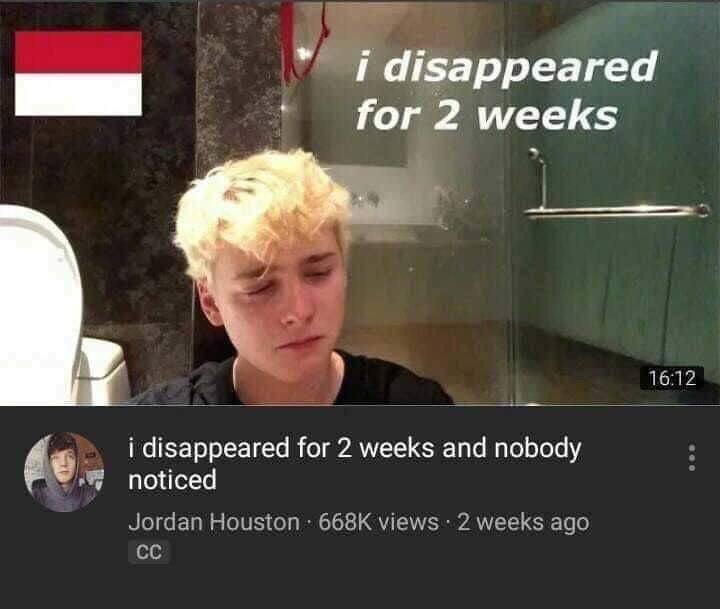 i disappeared
for 2 weeks
16:12
i disappeared for 2 weeks and nobody
noticed
Jordan Houston · 668K views · 2 weeks ago
CC